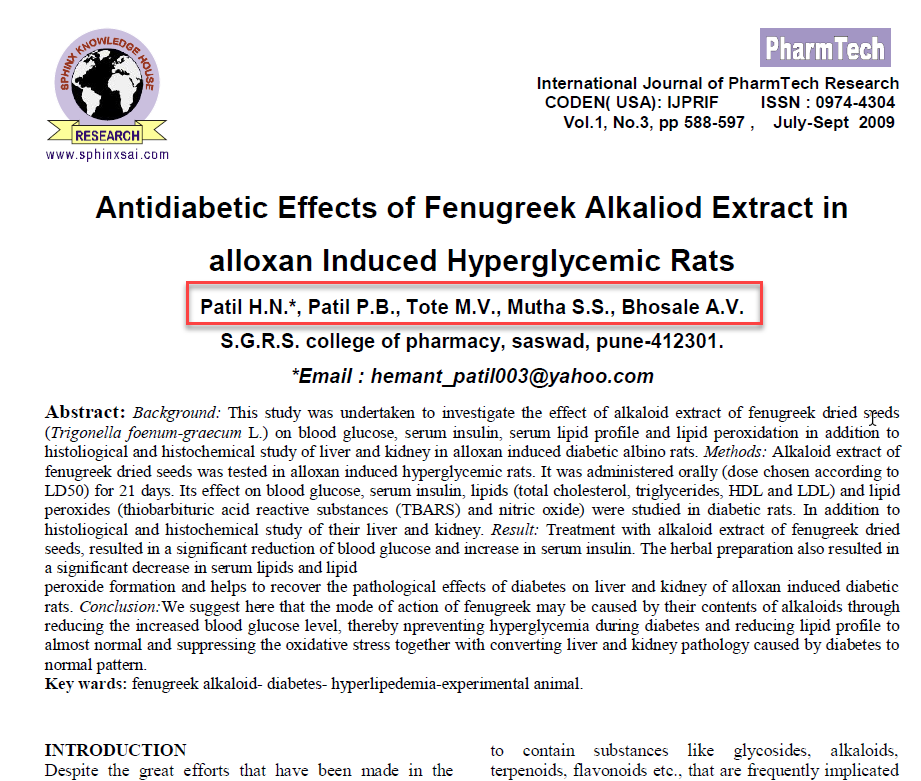 SPHINX KNOWLEDGE HOUSE
RESEARCH
www.sphinxsai.com
PharmTech
International Journal of PharmTech Research
CODEN( USA): IJPRIF ISSN : 0974-4304
Vol.1, No.3, pp 588-597 , July-Sept 2009
Antidiabetic Effects of Fenugreek Alkaliod Extract in
alloxan Induced Hyperglycemic Rats
Patil H.N.*, Patil P.B., Tote M.V., Mutha S.S., Bhosale A.V.
S.G.R.S. college of pharmacy, saswad, pune-412301.
*Email : hemant_patil003@yahoo.com
Abstract: Background: This study was undertaken to investigate the effect of alkaloid extract of fenugreek dried seeds
(Trigonella foenum-graecum L.) on blood glucose, serum insulin, serum lipid profile and lipid peroxidation in addition to
histoliogical and histochemical study of liver and kidney in alloxan induced diabetic albino rats. Methods: Alkaloid extract of
fenugreek dried seeds was tested in alloxan induced hyperglycemic rats. It was administered orally (dose chosen according to
LD50) for 21 days. Its effect on blood glucose, serum insulin, lipids (total cholesterol, triglycerides, HDL and LDL) and lipid
peroxides (thiobarbituric acid reactive substances (TBARS) and nitric oxide) were studied in diabetic rats. In addition to
histoliogical and histochemical study of their liver and kidney. Result: Treatment with alkaloid extract of fenugreek dried
seeds, resulted in a significant reduction of blood glucose and increase in serum insulin. The herbal preparation also resulted in
a significant decrease in serum lipids and lipid
peroxide formation and helps to recover the pathological effects of diabetes on liver and kidney of alloxan induced diabetic
rats. Conclusion:We suggest here that the mode of action of fenugreek may be caused by their contents of alkaloids through
reducing the increased blood glucose level, thereby npreventing hyperglycemia during diabetes and reducing lipid profile to
almost normal and suppressing the oxidative stress together with converting liver and kidney pathology caused by diabetes to
normal pattern.
Key wards: fenugreek alkaloid- diabetes- hyperlipedemia-experimental animal.
INTRODUCTION
Despite the great efforts that have been made in the
to contain substances like glycosides, alkaloids,
terpenoids, flavonoids etc., that are frequently implicated